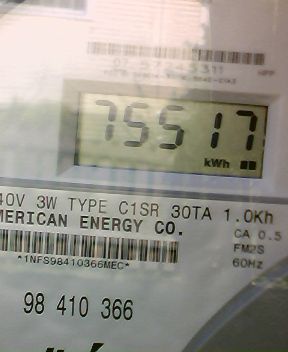 75517
kWh
40V 3W TYPE C1SR 30TA 1.0Kh
MERICAN ENERGY CO.
CA 0.5
FM2S
60Hz
*1NFS98410366MEC*
98 410 366